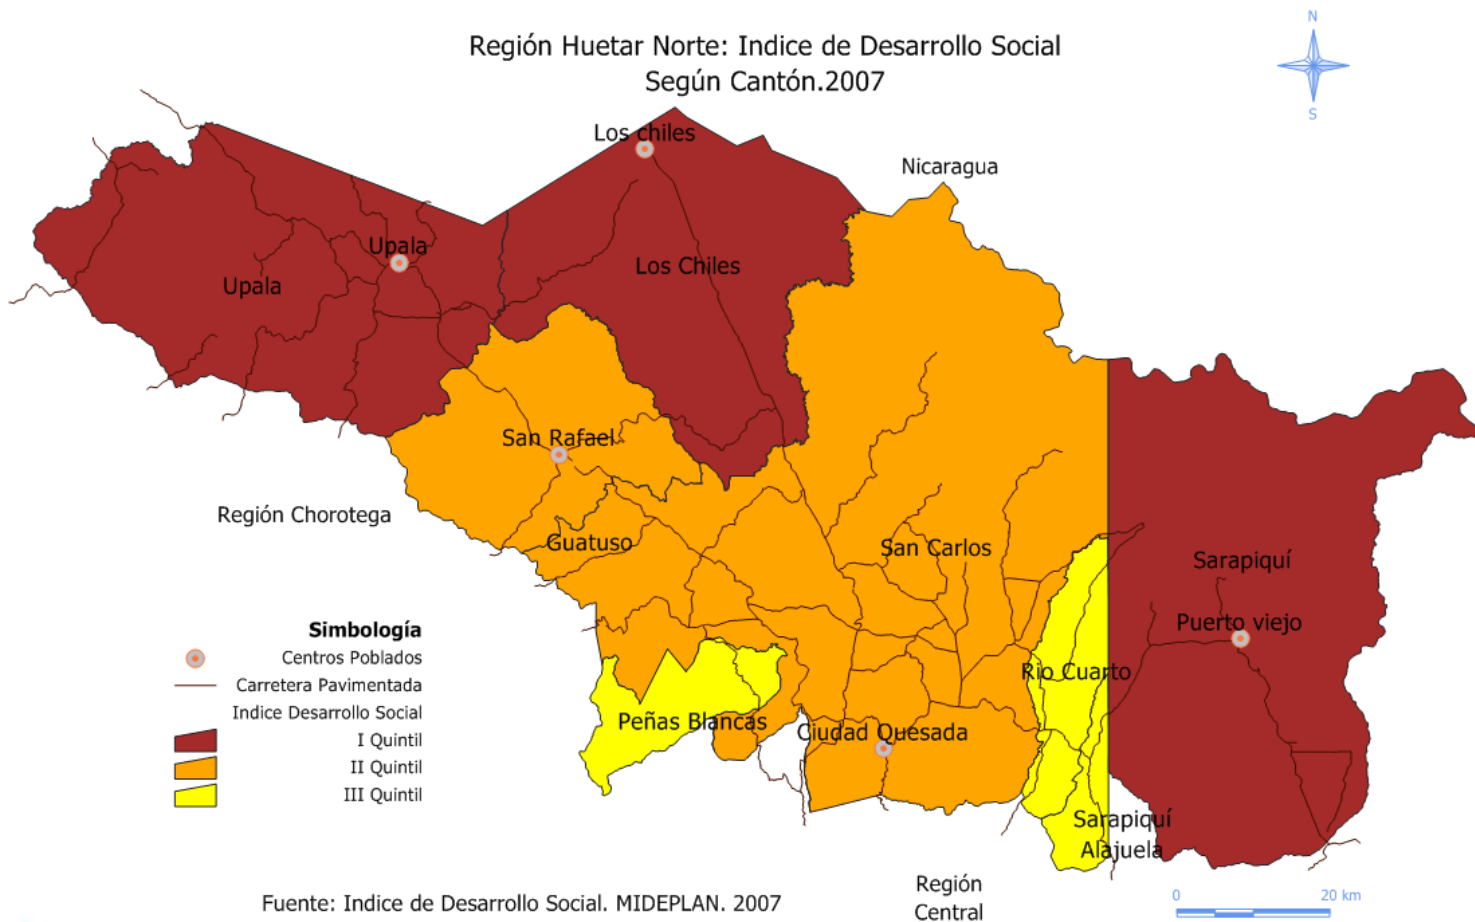 Región Huetar Norte: Indice de Desarrollo Social
Según Cantón.2007
N
S
Los chiles
Nicaragua
Upala
Los Chiles
Upala
San Rafael
Región Chorotega
Guatuso
San Carlos
Sarapiquí
Puerto viejo
Rio Cuarto
Peñas Blancas
Ciudad Quesada
Simbología
Centros Poblados
Carretera Pavimentada
Indice Desarrollo Social
I Quintil
II Quintil
III Quintil
Sarapiquí
Alajuela
Región
Central
Fuente: Indice de Desarrollo Social. MIDEPLAN. 2007
0 20 km